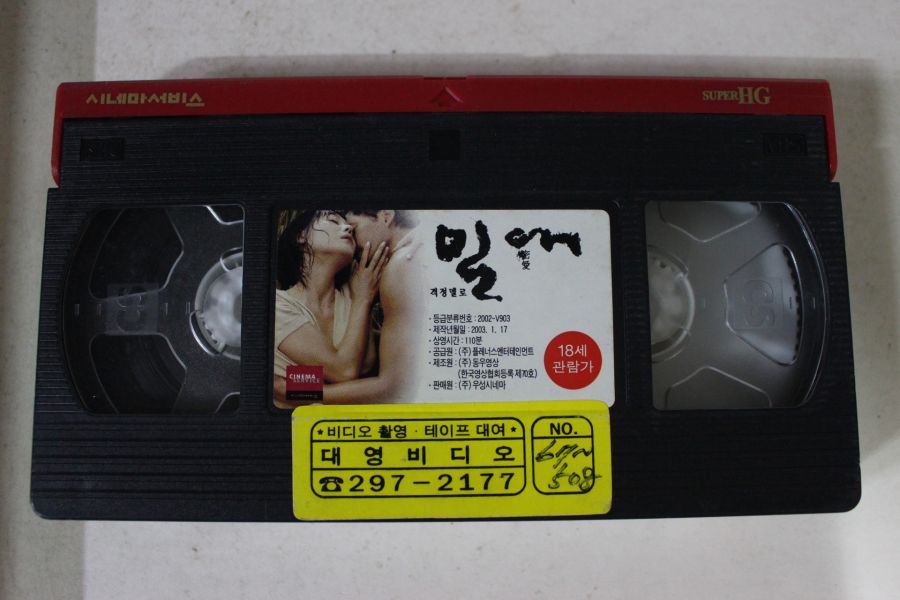 시네마서비스
SUPER HG
밀애
密愛
격정멜로
· 등급분류번호 : 2002-V903
· 제작년월일 : 2003. 1. 17
· 상영시간 : 110분
· 공급원 : (주) 플레너스엔터테인먼트
· 제조원 : (주) 동우영상
(한국영상협회등록 제70호)
· 판매원 : (주) 우성시네마
18세
관람가
CINEMA
SERVICE
CS
CS
★비디오 촬영 · 테이프 대여★
대영비디오
☎297-2177
NO.
508